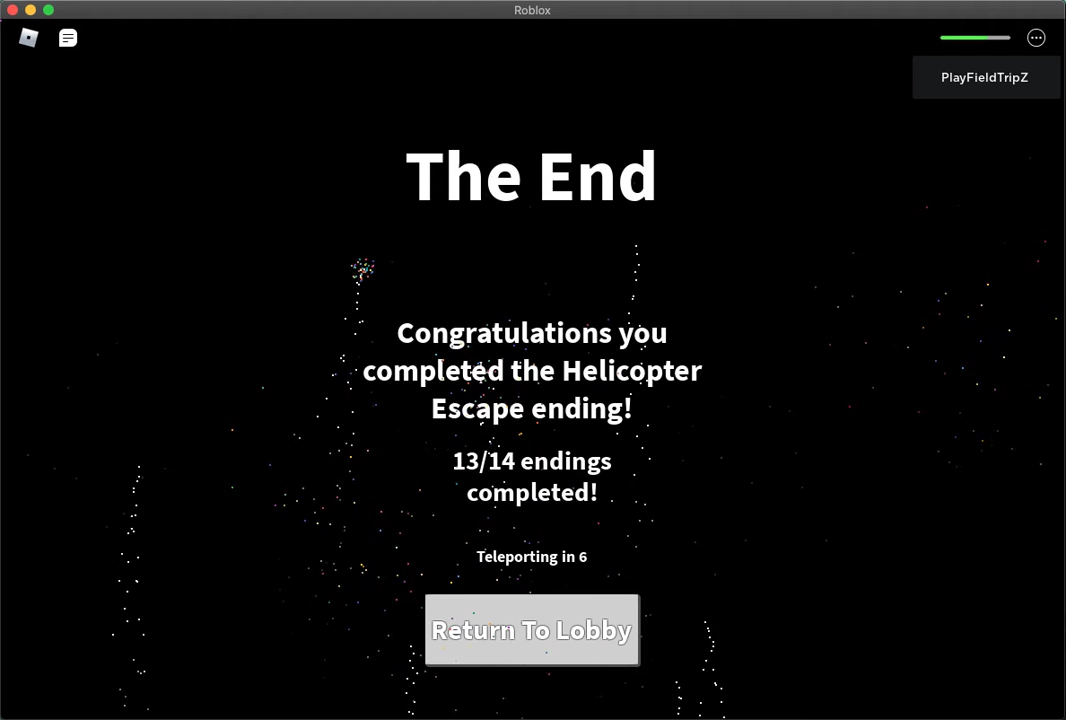 Roblox
PlayFieldTripZ
The End
Congratulations you
completed the Helicopter
Escape ending!
13/14 endings
completed!
Teleporting in 6
Return To Lobby